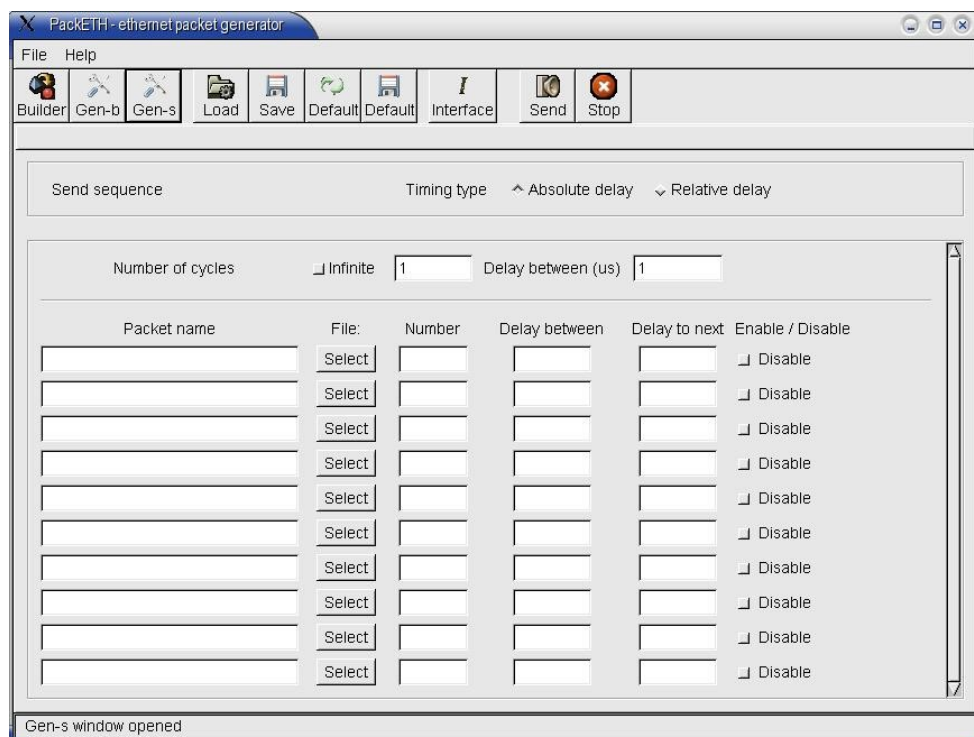 PackETH - ethernet packet generator
File Help
Builder Gen-b Gen-s Load Save Default Default Interface Send Stop
Send sequence Timing type Absolute delay Relative delay
Number of cycles Infinite 1 Delay between (us) 1
Packet name File: Number Delay between Delay to next Enable / Disable
Select Disable
Select Disable
Select Disable
Select Disable
Select Disable
Select Disable
Select Disable
Select Disable
Select Disable
Select Disable
Gen-s window opened